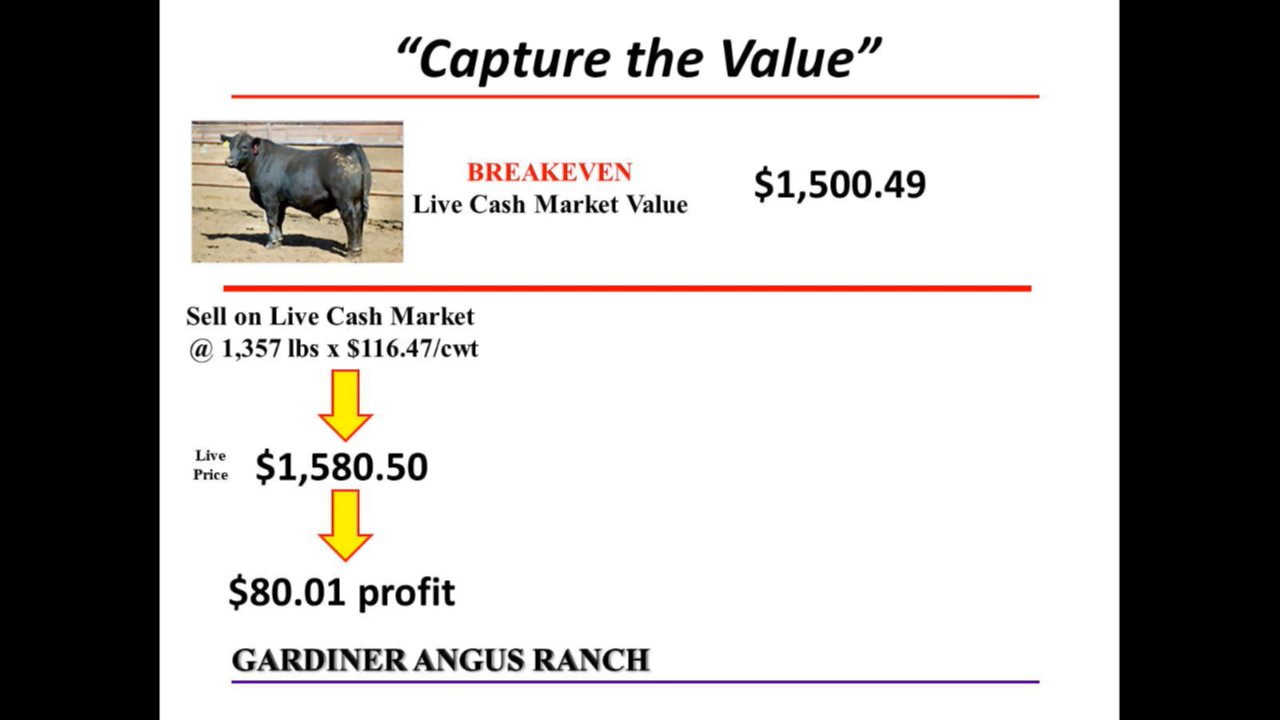 “Capture the Value”
BREAKEVEN
Live Cash Market Value
$1,500.49
Sell on Live Cash Market
@ 1,357 lbs x $116.47/cwt
Live
Price
$1,580.50
$80.01 profit
GARDINER ANGUS RANCH